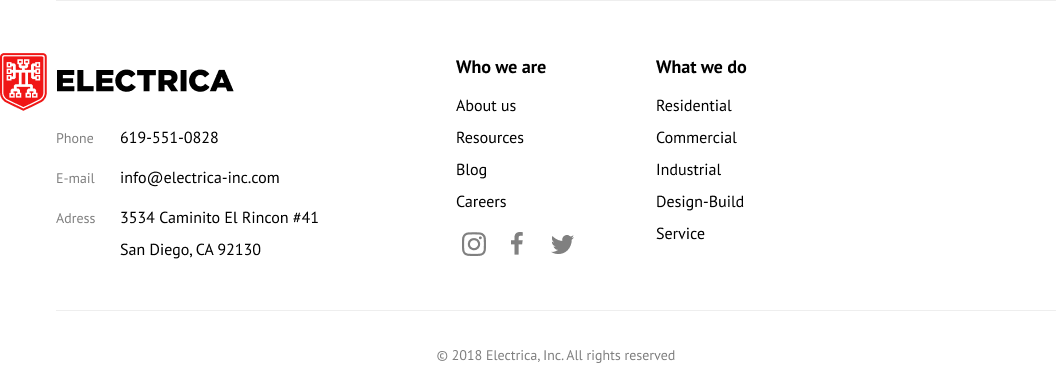 ELECTRICA
Phone 619-551-0828
E-mail info@electrica-inc.com
Adress 3534 Caminito El Rincon #41
San Diego, CA 92130
Who we are
About us
Resources
Blog
Careers
What we do
Residential
Commercial
Industrial
Design-Build
Service
© 2018 Electrica, Inc. All rights reserved